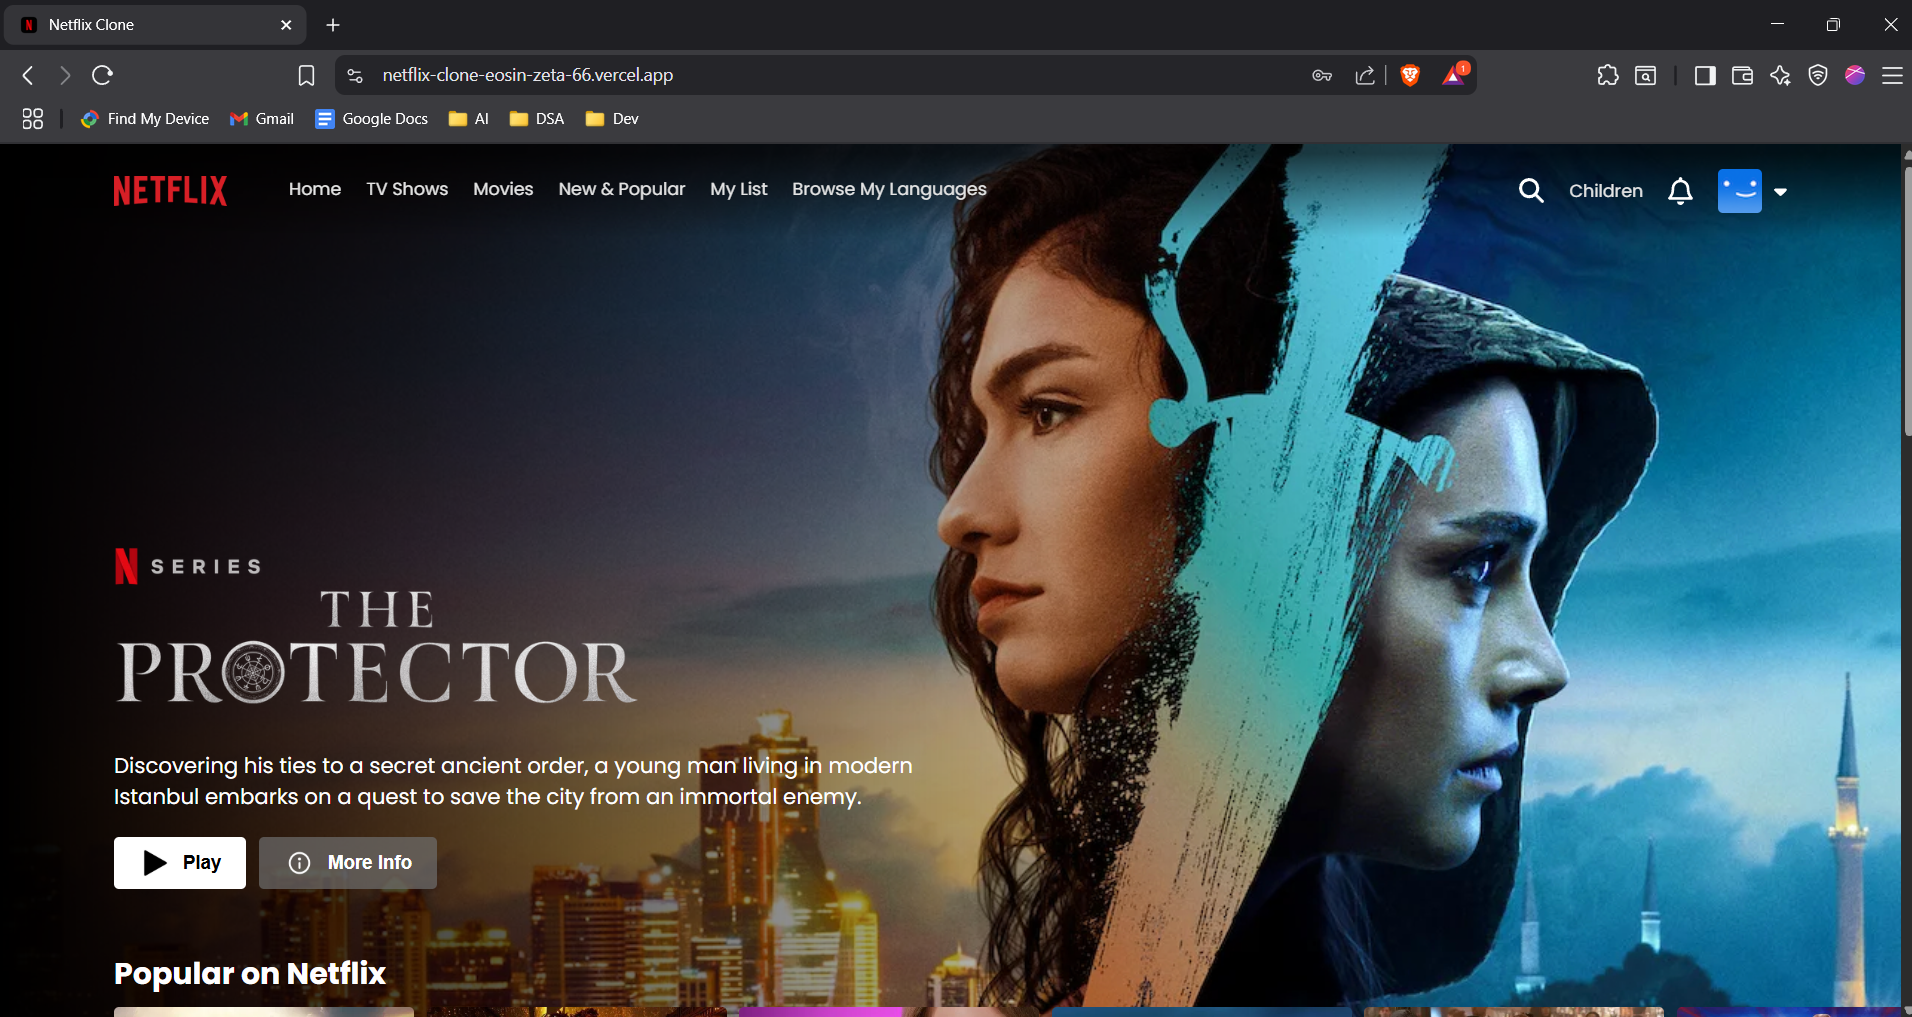 Netflix Clone
netflix-clone-eosin-zeta-66.vercel.app
1
Find My Device Gmail Google Docs AI DSA Dev
NETFLIX Home TV Shows Movies New & Popular My List Browse My Languages Children
N SERIES
THE
PROTECTOR
Discovering his ties to a secret ancient order, a young man living in modern
Istanbul embarks on a quest to save the city from an immortal enemy.
Play More Info
Popular on Netflix